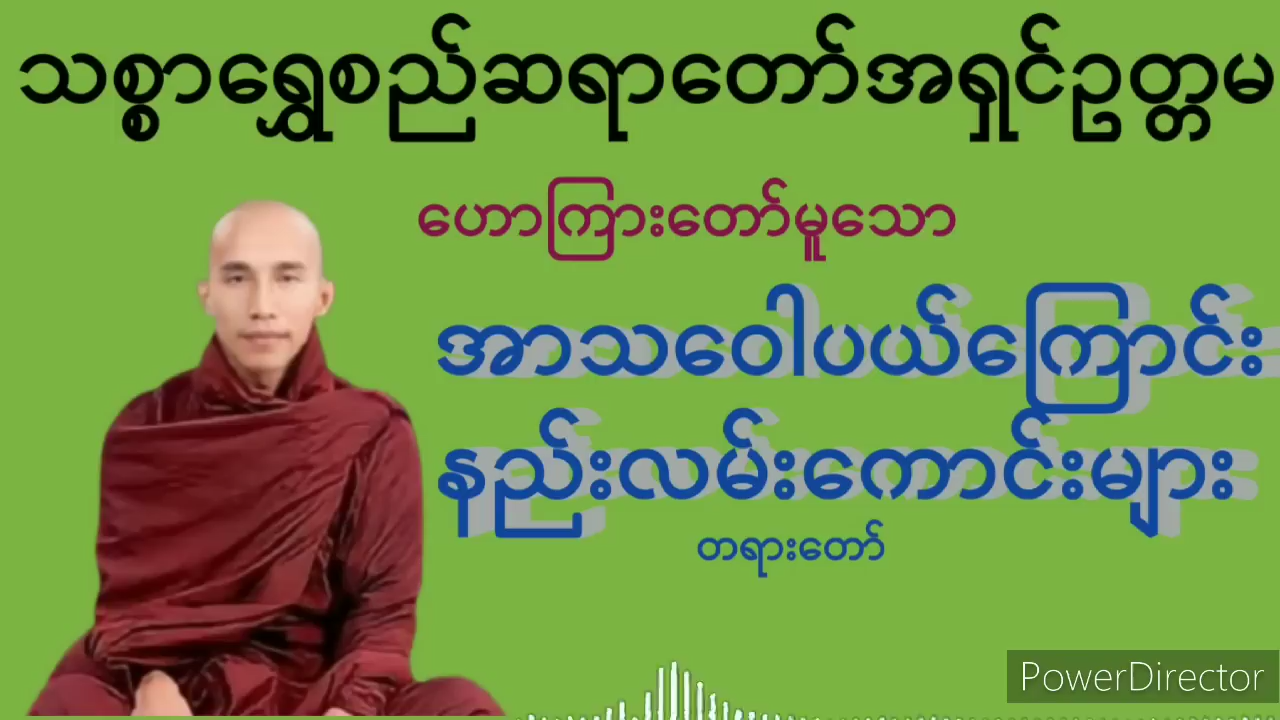 သစ္စာရွှေစည်ဆရာတော်အရှင်ဥတ္တမ
ဟောကြားတော်မူသော
အာသဝေါပယ်ကြောင်း
နည်းလမ်းကောင်းများ
တရားတော်
PowerDirector